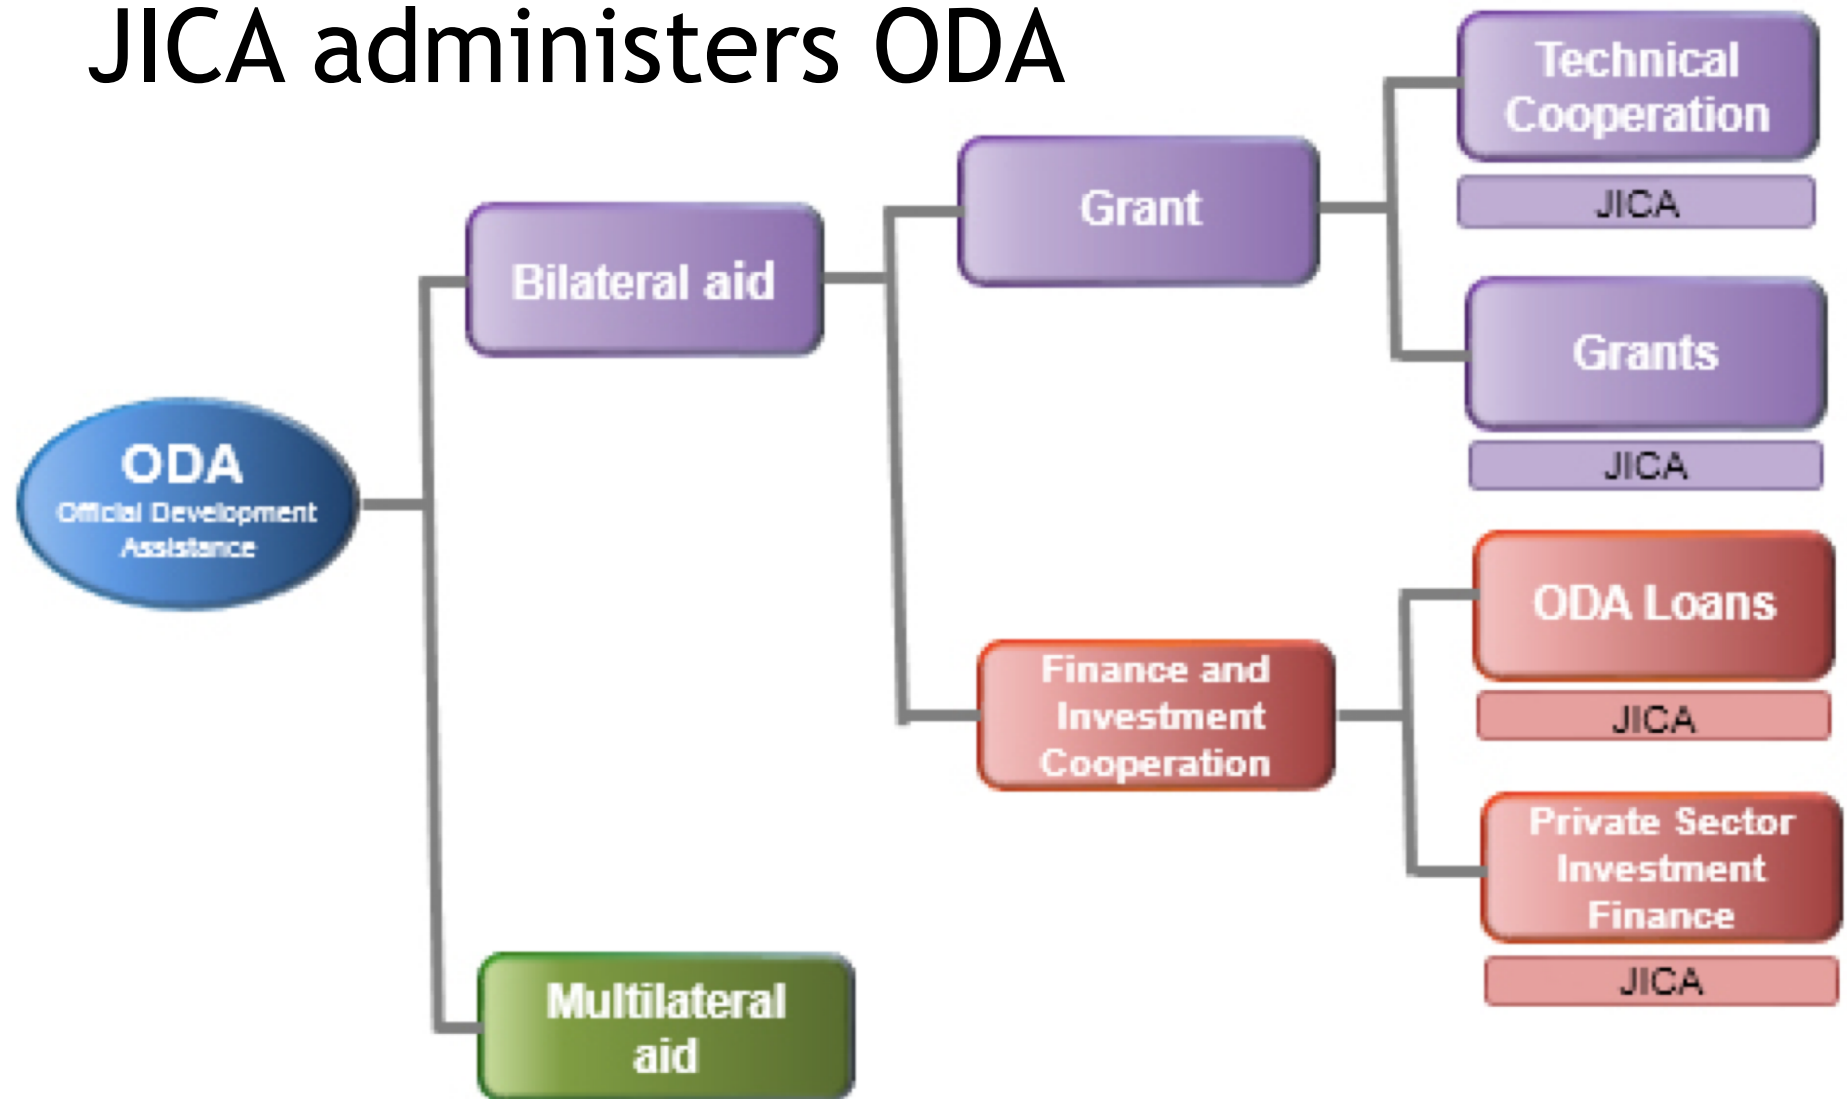 JICA administers ODA
Technical
Cooperation
JICA
Grant
Bilateral aid
Grants
JICA
ODA
Official Development
Assistance
ODA Loans
JICA
Finance and
Investment
Cooperation
Private Sector
Investment
Finance
JICA
Multilateral
aid